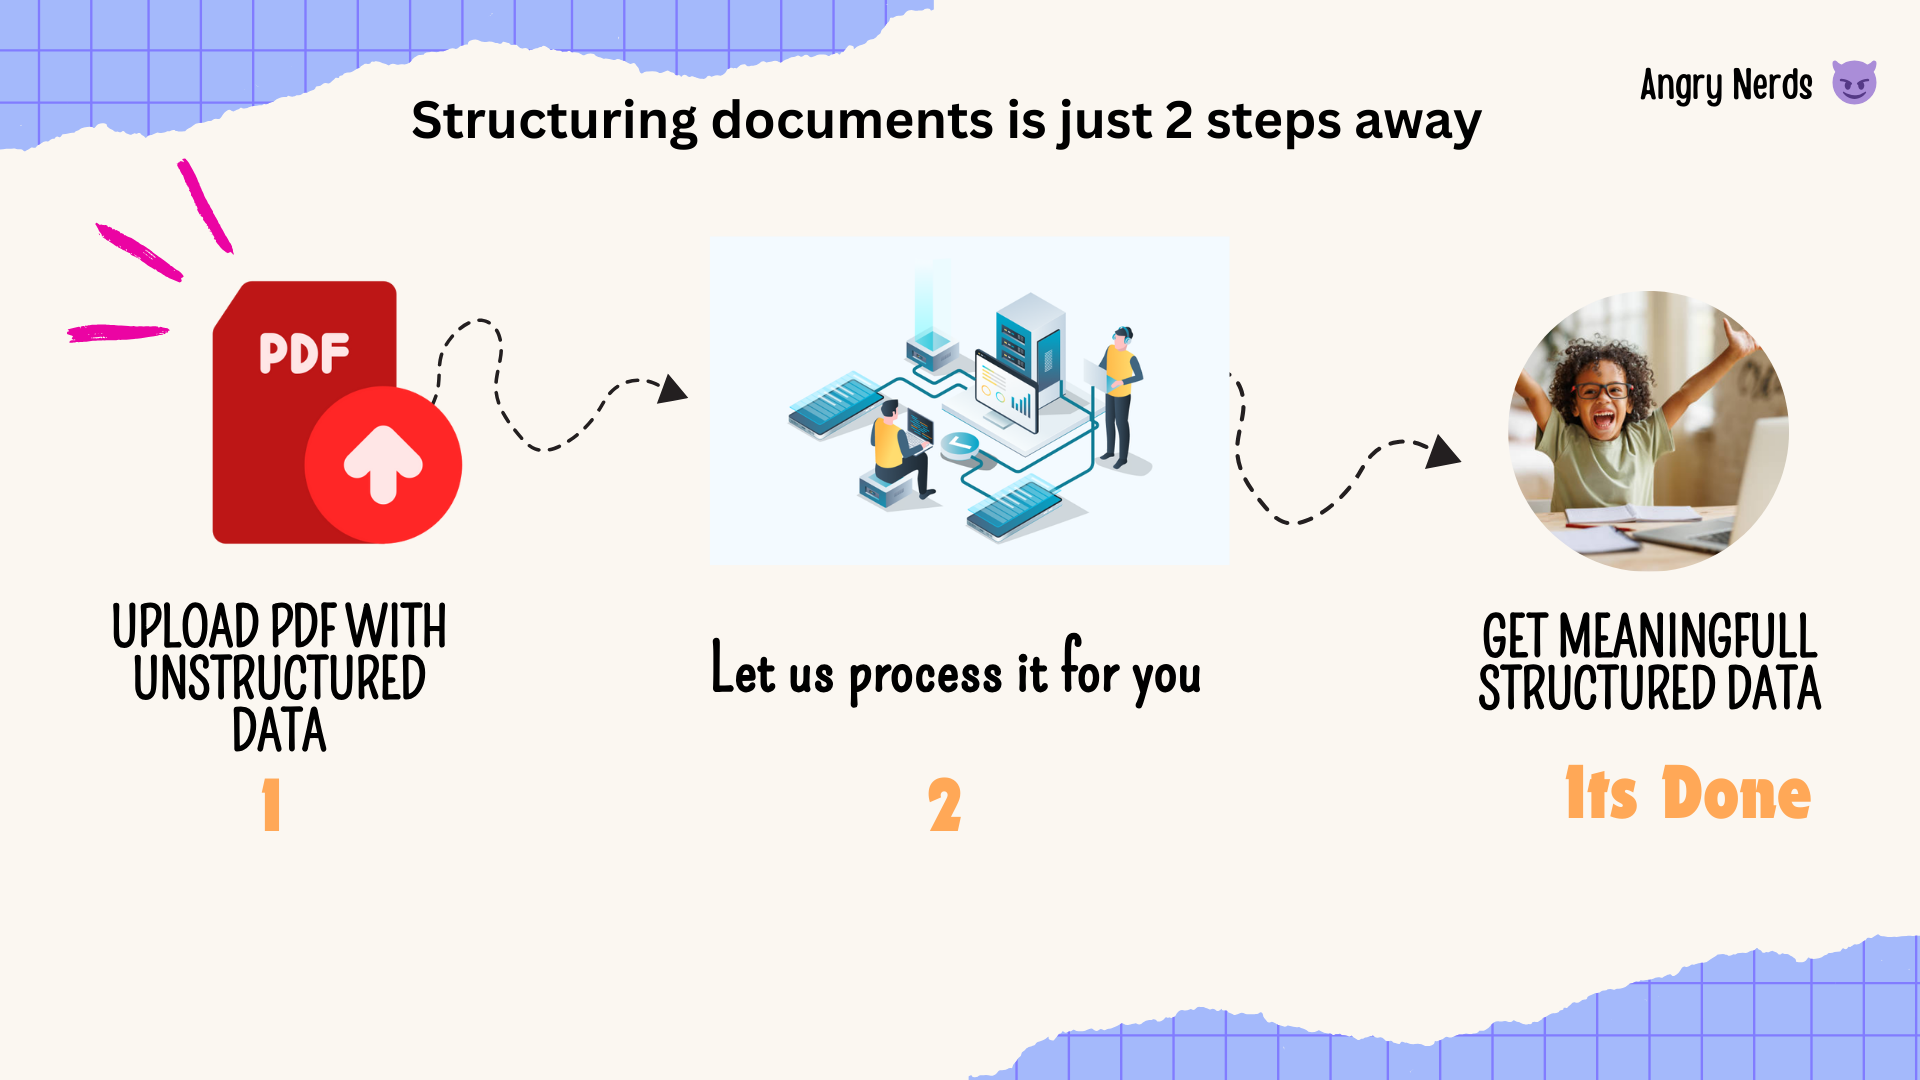 Angry Nerds
Structuring documents is just 2 steps away
PDF
UPLOAD PDF WITH
UNSTRUCTURED
DATA
1
Let us process it for you
2
GET MEANINGFULL
STRUCTURED DATA
Its Done